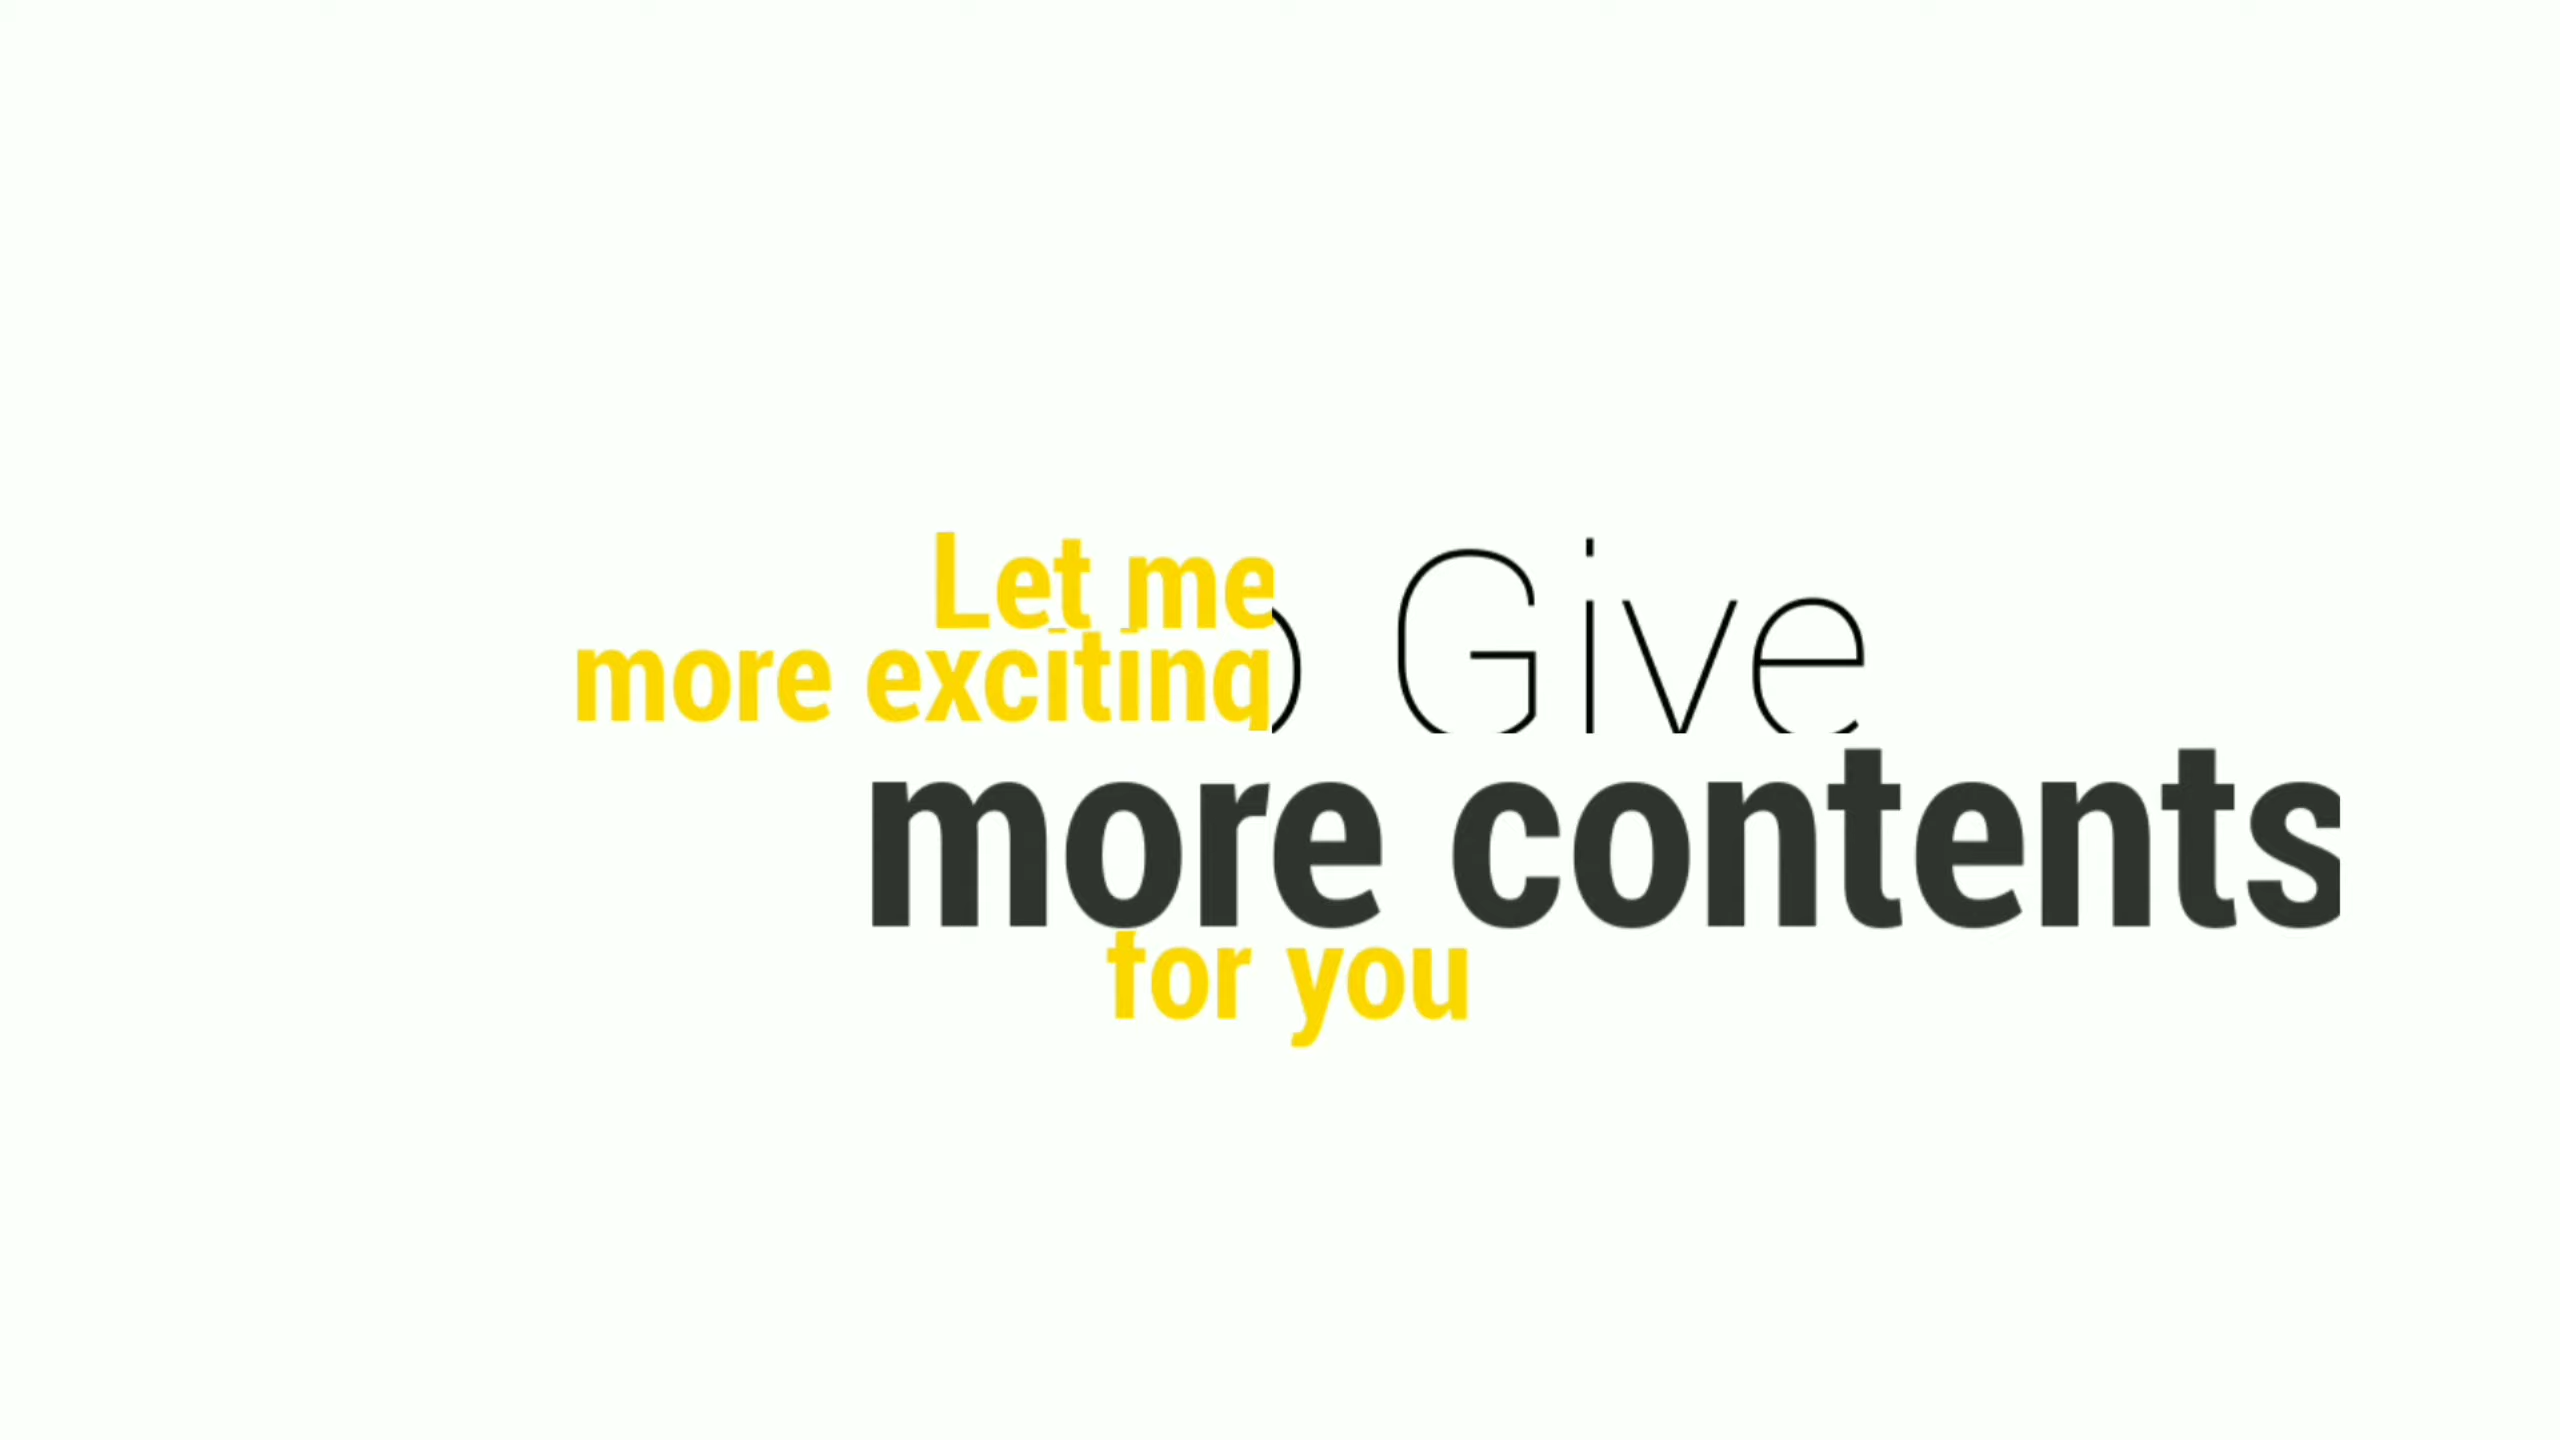 Let me
more exciting
Give
more contents
for you